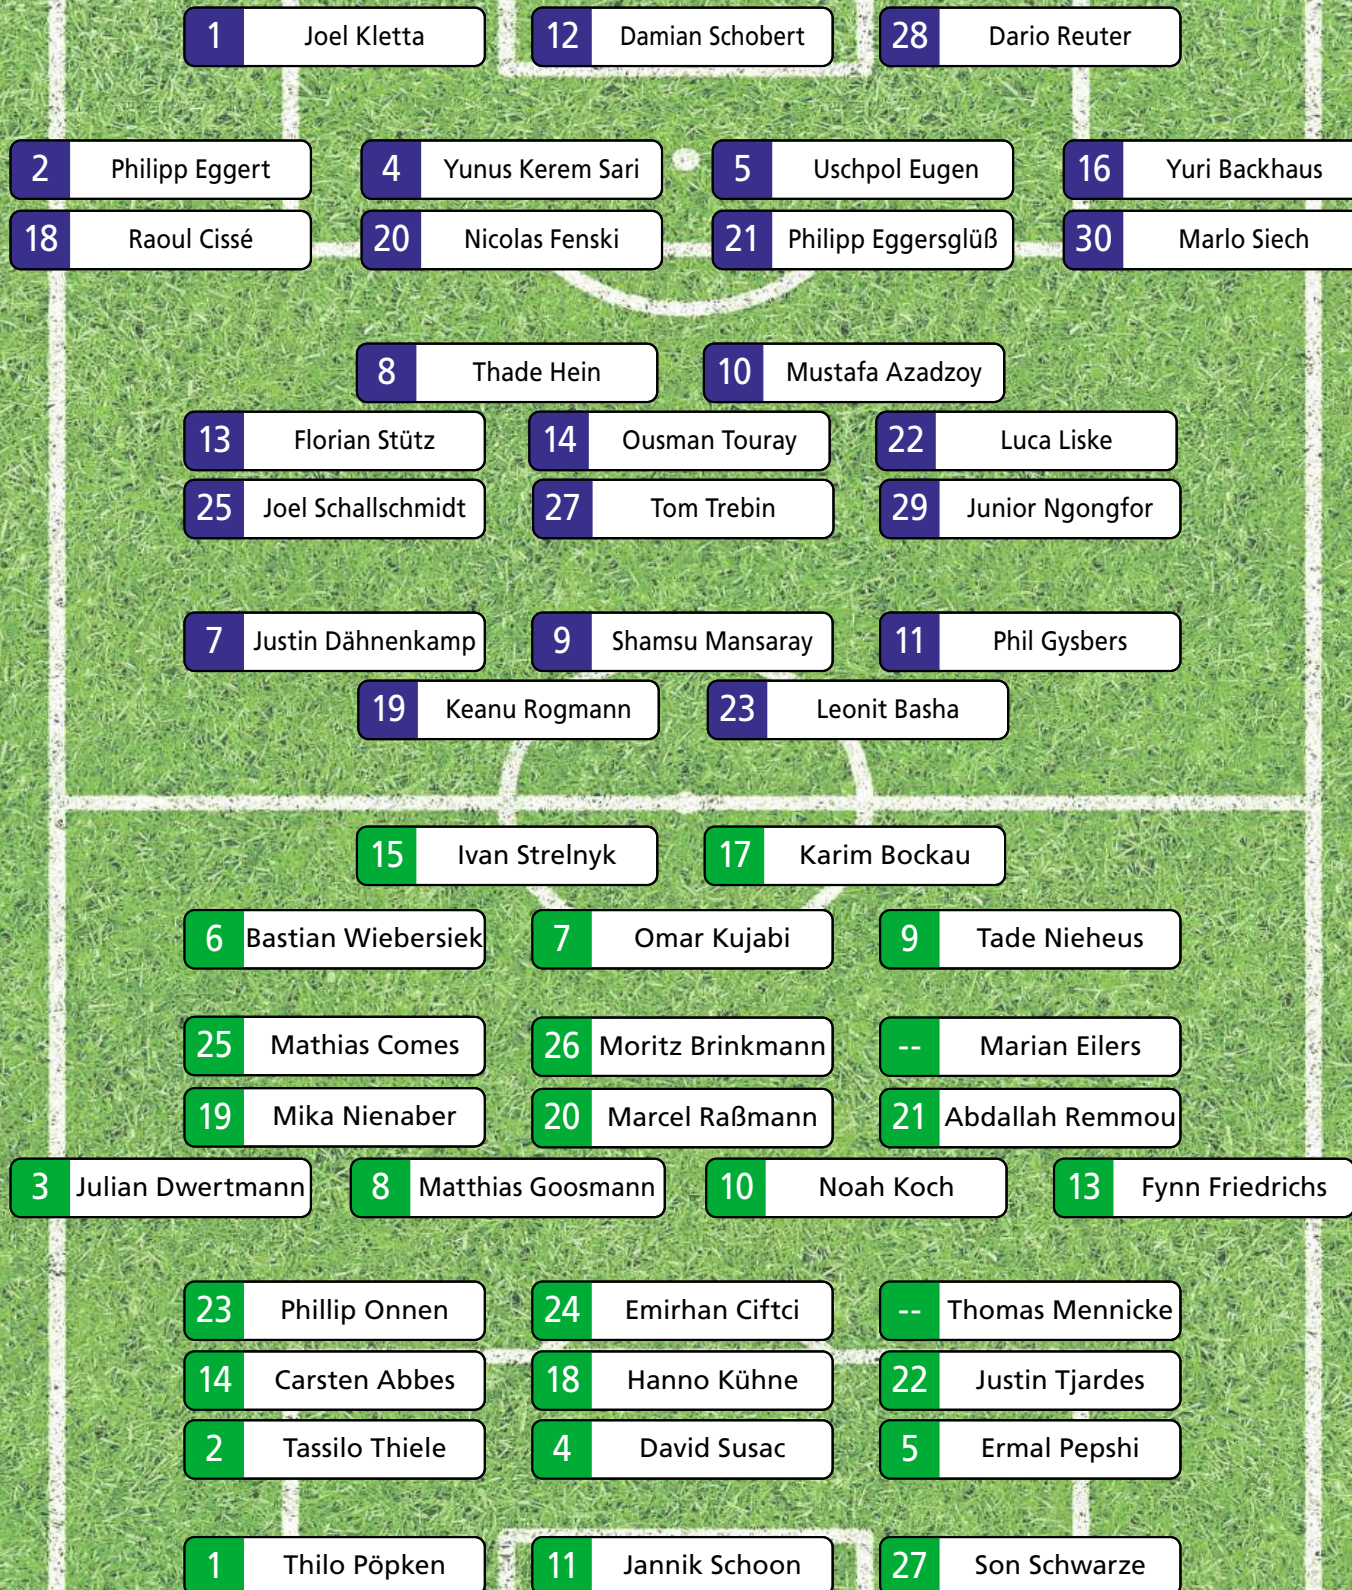 1 Joel Kletta 12 Damian Schobert 28 Dario Reuter
2 Philipp Eggert 4 Yunus Kerem Sari 5 Uschpol Eugen 16 Yuri Backhaus
18 Raoul Cissé 20 Nicolas Fenski 21 Philipp Eggersglüß 30 Marlo Siech
8 Thade Hein 10 Mustafa Azadzoy
13 Florian Stütz 14 Ousman Touray 22 Luca Liske
25 Joel Schallschmidt 27 Tom Trebin 29 Junior Ngongfor
7 Justin Dähnenkamp 9 Shamsu Mansaray 11 Phil Gysbers
19 Keanu Rogmann 23 Leonit Basha
15 Ivan Strelnyk 17 Karim Bockau
6 Bastian Wiebersiek 7 Omar Kujabi 9 Tade Nieheus
25 Mathias Comes 26 Moritz Brinkmann -- Marian Eilers
19 Mika Nienaber 20 Marcel Raßmann 21 Abdallah Remmou
3 Julian Dwertmann 8 Matthias Goosmann 10 Noah Koch 13 Fynn Friedrichs
23 Phillip Onnen 24 Emirhan Ciftci -- Thomas Mennicke
14 Carsten Abbes 18 Hanno Kühne 22 Justin Tjardes
2 Tassilo Thiele 4 David Susac 5 Ermal Pepshi
1 Thilo Pöpken 11 Jannik Schoon 27 Son Schwarze